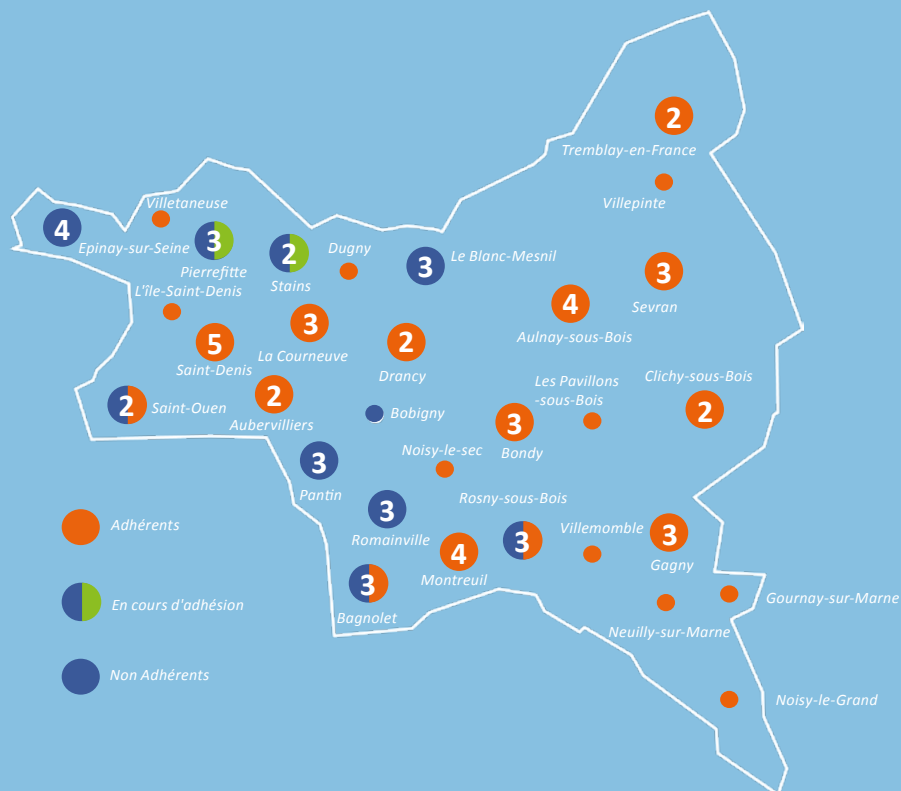 2
Tremblay-en-France
Villepinte
Villetaneuse
4
Epinay-sur-Seine
3
Pierrefitte
2
Stains
Dugny
3
Le Blanc-Mesnil
3
Sevran
L'île-Saint-Denis
4
Aulnay-sous-Bois
5
Saint-Denis
3
La Courneuve
2
Drancy
2
Saint-Ouen
2
Aubervilliers
Bobigny
Les Pavillons
-sous-Bois
Clichy-sous-Bois
2
3
Bondy
Noisy-le-sec
3
Pantin
3
Romainville
Rosny-sous-Bois
3
Villemomble
3
Gagny
4
Montreuil
3
Bagnolet
Gournay-sur-Marne
Neuilly-sur-Marne
Noisy-le-Grand
Adhérents
En cours d'adhésion
Non Adhérents